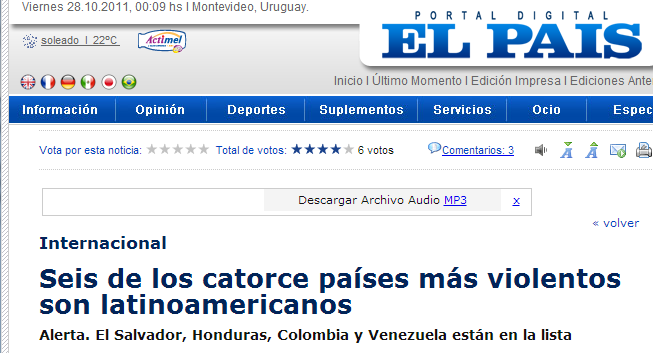 Viernes 28.10.2011, 00:09 hs I Montevideo, Uruguay.
PORTAL DIGITAL
EL PAIS
soleado I 22ºC
Actimel
Inicio I Último Momento I Edición Impresa I Ediciones Ante
Información Opinión Deportes Suplementos Servicios Ocio Espec
Vota por esta noticia: Total de votos: 6 votos Comentarios: 3
Descargar Archivo Audio MP3 x
« volver
Internacional
Seis de los catorce países más violentos
son latinoamericanos
Alerta. El Salvador, Honduras, Colombia y Venezuela están en la lista